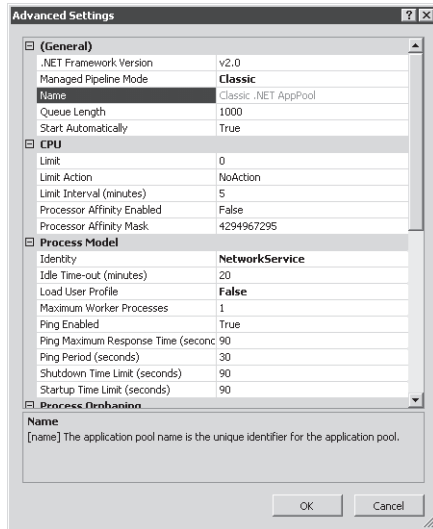 Advanced Settings
(General)
.NET Framework Version v2.0
Managed Pipeline Mode Classic
Name Classic .NET AppPool
Queue Length 1000
Start Automatically True
CPU
Limit 0
Limit Action NoAction
Limit Interval (minutes) 5
Processor Affinity Enabled False
Processor Affinity Mask 4294967295
Process Model
Identity NetworkService
Idle Time-out (minutes) 20
Load User Profile False
Maximum Worker Processes 1
Ping Enabled True
Ping Maximum Response Time (second 90
Ping Period (seconds) 30
Shutdown Time Limit (seconds) 90
Startup Time Limit (seconds) 90
Process Orphaning
Name
[name] The application pool name is the unique identifier for the application pool.
OK Cancel